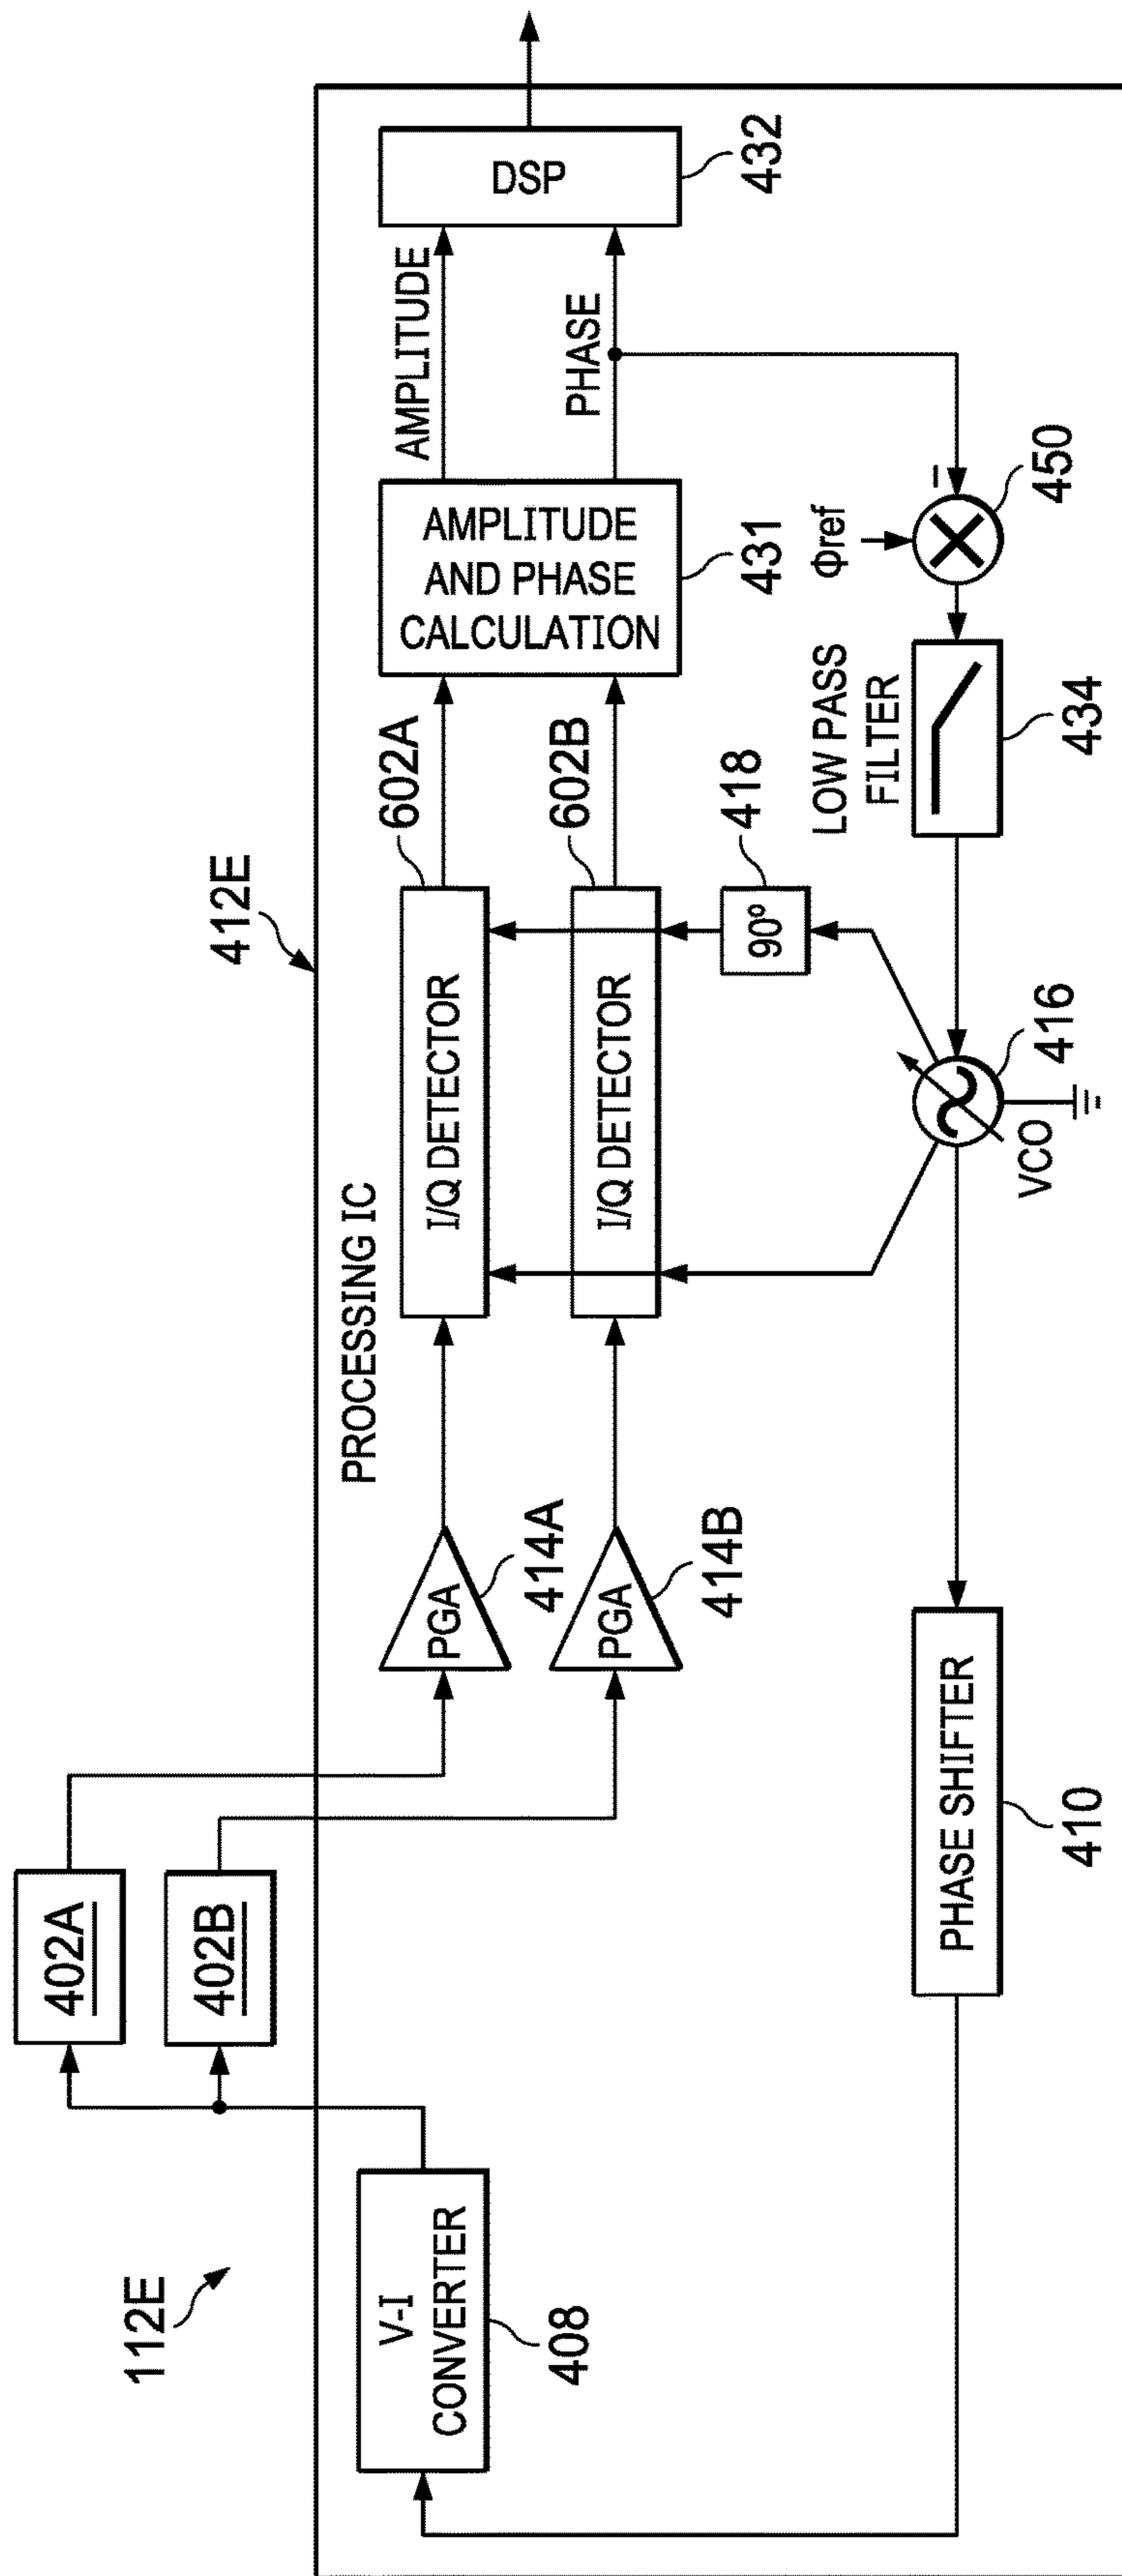 112E
402A
402B
412E
PROCESSING IC
V-I
CONVERTER
408
PGA
414A
PGA
414B
I/Q DETECTOR
602A
I/Q DETECTOR
602B
AMPLITUDE
AND PHASE
CALCULATION
431
AMPLITUDE
PHASE
DSP
432
90º
418
PHASE SHIFTER
410
VCO
416
LOW PASS
FILTER
434
Φref
–
450